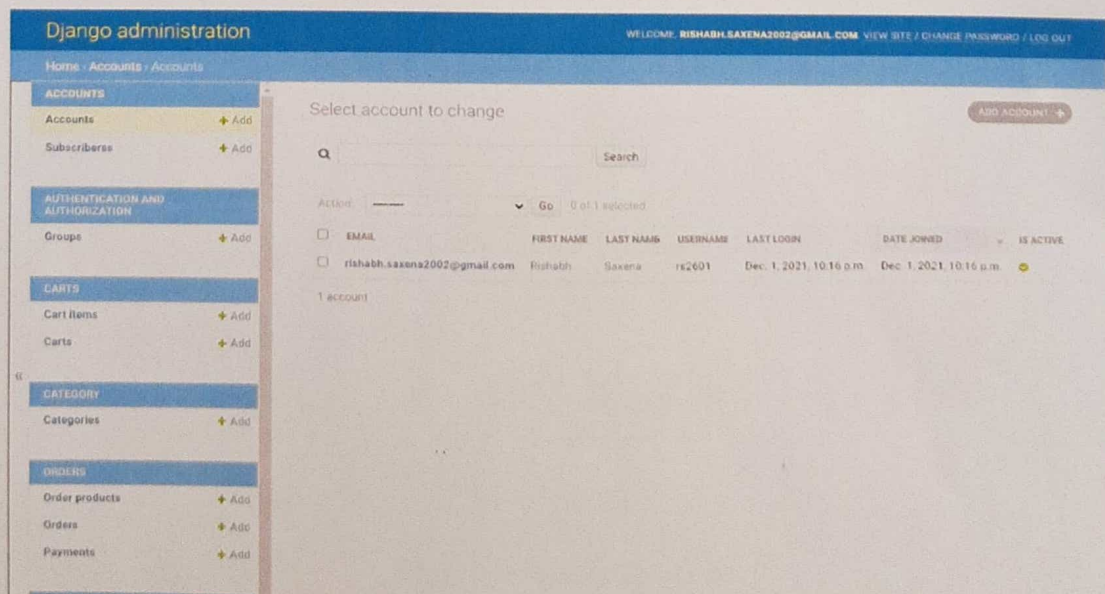 Django administration
WELCOME, RISHABH.SAXENA2002@GMAIL.COM. VIEW SITE / CHANGE PASSWORD / LOG OUT
Home › Accounts › Accounts
ACCOUNTS
Accounts + Add
Subscriberss + Add
AUTHENTICATION AND
AUTHORIZATION
Groups + Add
CARTS
Cart items + Add
Carts + Add
«
CATEGORY
Categories + Add
ORDERS
Order products + Add
Orders + Add
Payments + Add
Select account to change
ADD ACCOUNT +
Search
Action: --------- Go 0 of 1 selected
EMAIL FIRST NAME LAST NAME USERNAME LAST LOGIN DATE JOINED IS ACTIVE
rishabh.saxena2002@gmail.com Rishabh Saxena rs2601 Dec. 1, 2021, 10:16 p.m. Dec. 1, 2021, 10:16 p.m.
1 account